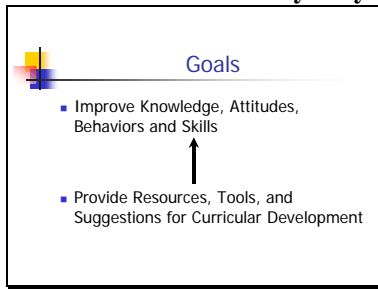 Goals
Improve Knowledge, Attitudes,
Behaviors and Skills
Provide Resources, Tools, and
Suggestions for Curricular Development